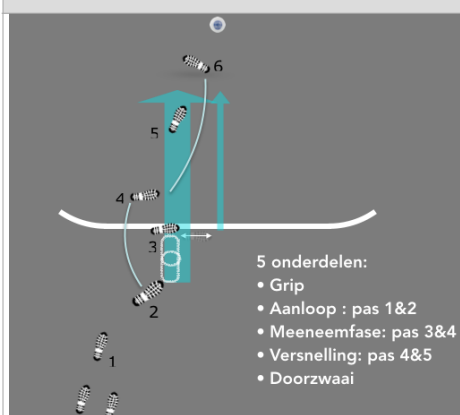 6
5
4
3
2
1
5 onderdelen:
• Grip
• Aanloop : pas 1&2
• Meeneemfase: pas 3&4
• Versnelling: pas 4&5
• Doorzwaai